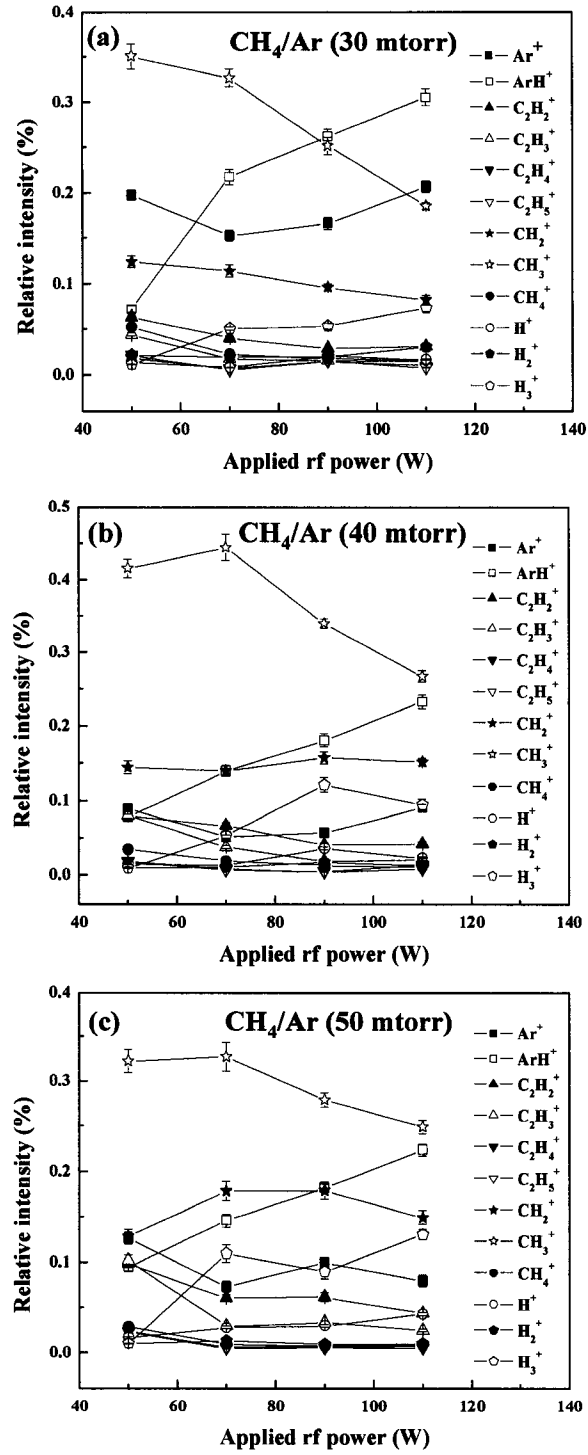 (a) CH₄/Ar (30 mtorr)
Ar⁺
ArH⁺
C₂H₂⁺
C₂H₃⁺
C₂H₄⁺
C₂H₅⁺
CH₂⁺
CH₃⁺
CH₄⁺
H⁺
H₂⁺
H₃⁺
Relative intensity (%)
0.4
0.3
0.2
0.1
0.0
40 60 80 100 120 140
Applied rf power (W)
(b) CH₄/Ar (40 mtorr)
Ar⁺
ArH⁺
C₂H₂⁺
C₂H₃⁺
C₂H₄⁺
C₂H₅⁺
CH₂⁺
CH₃⁺
CH₄⁺
H⁺
H₂⁺
H₃⁺
Relative intensity (%)
0.5
0.4
0.3
0.2
0.1
0.0
40 60 80 100 120 140
Applied rf power (W)
(c) CH₄/Ar (50 mtorr)
Ar⁺
ArH⁺
C₂H₂⁺
C₂H₃⁺
C₂H₄⁺
C₂H₅⁺
CH₂⁺
CH₃⁺
CH₄⁺
H⁺
H₂⁺
H₃⁺
Relative intensity (%)
0.4
0.3
0.2
0.1
0.0
40 60 80 100 120 140
Applied rf power (W)